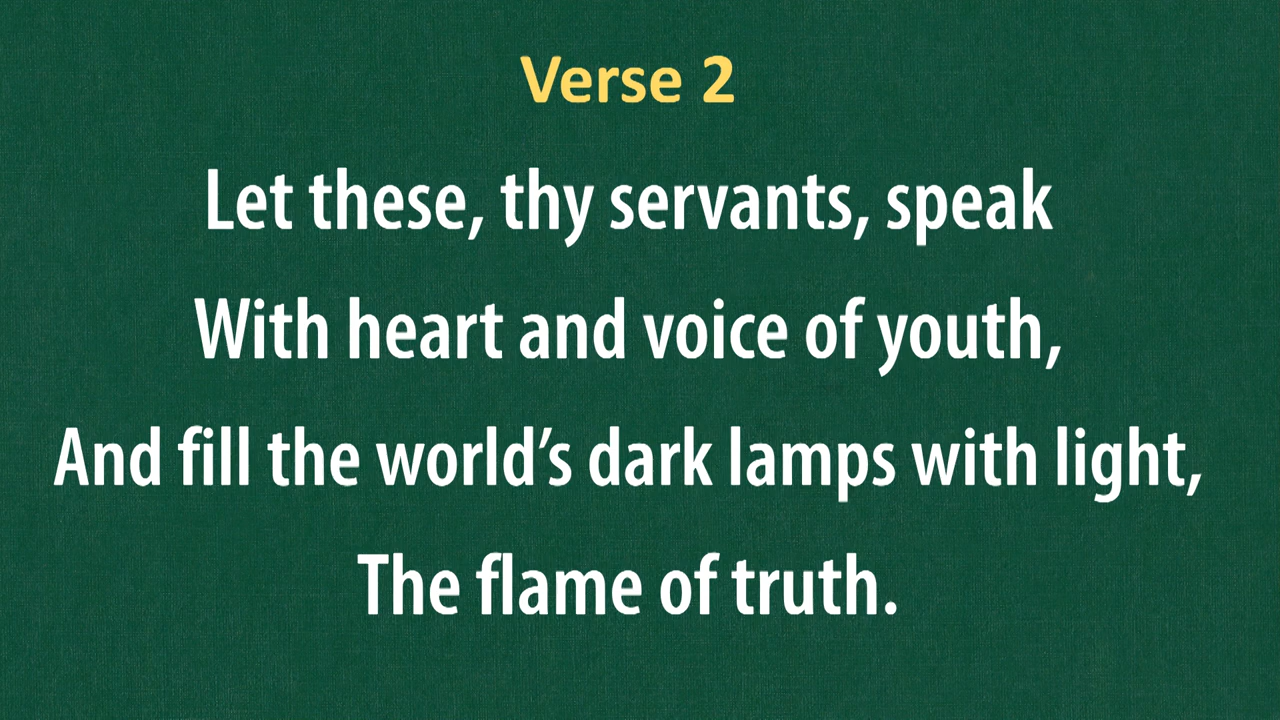 Verse 2
Let these, thy servants, speak
With heart and voice of youth,
And fill the world’s dark lamps with light,
The flame of truth.